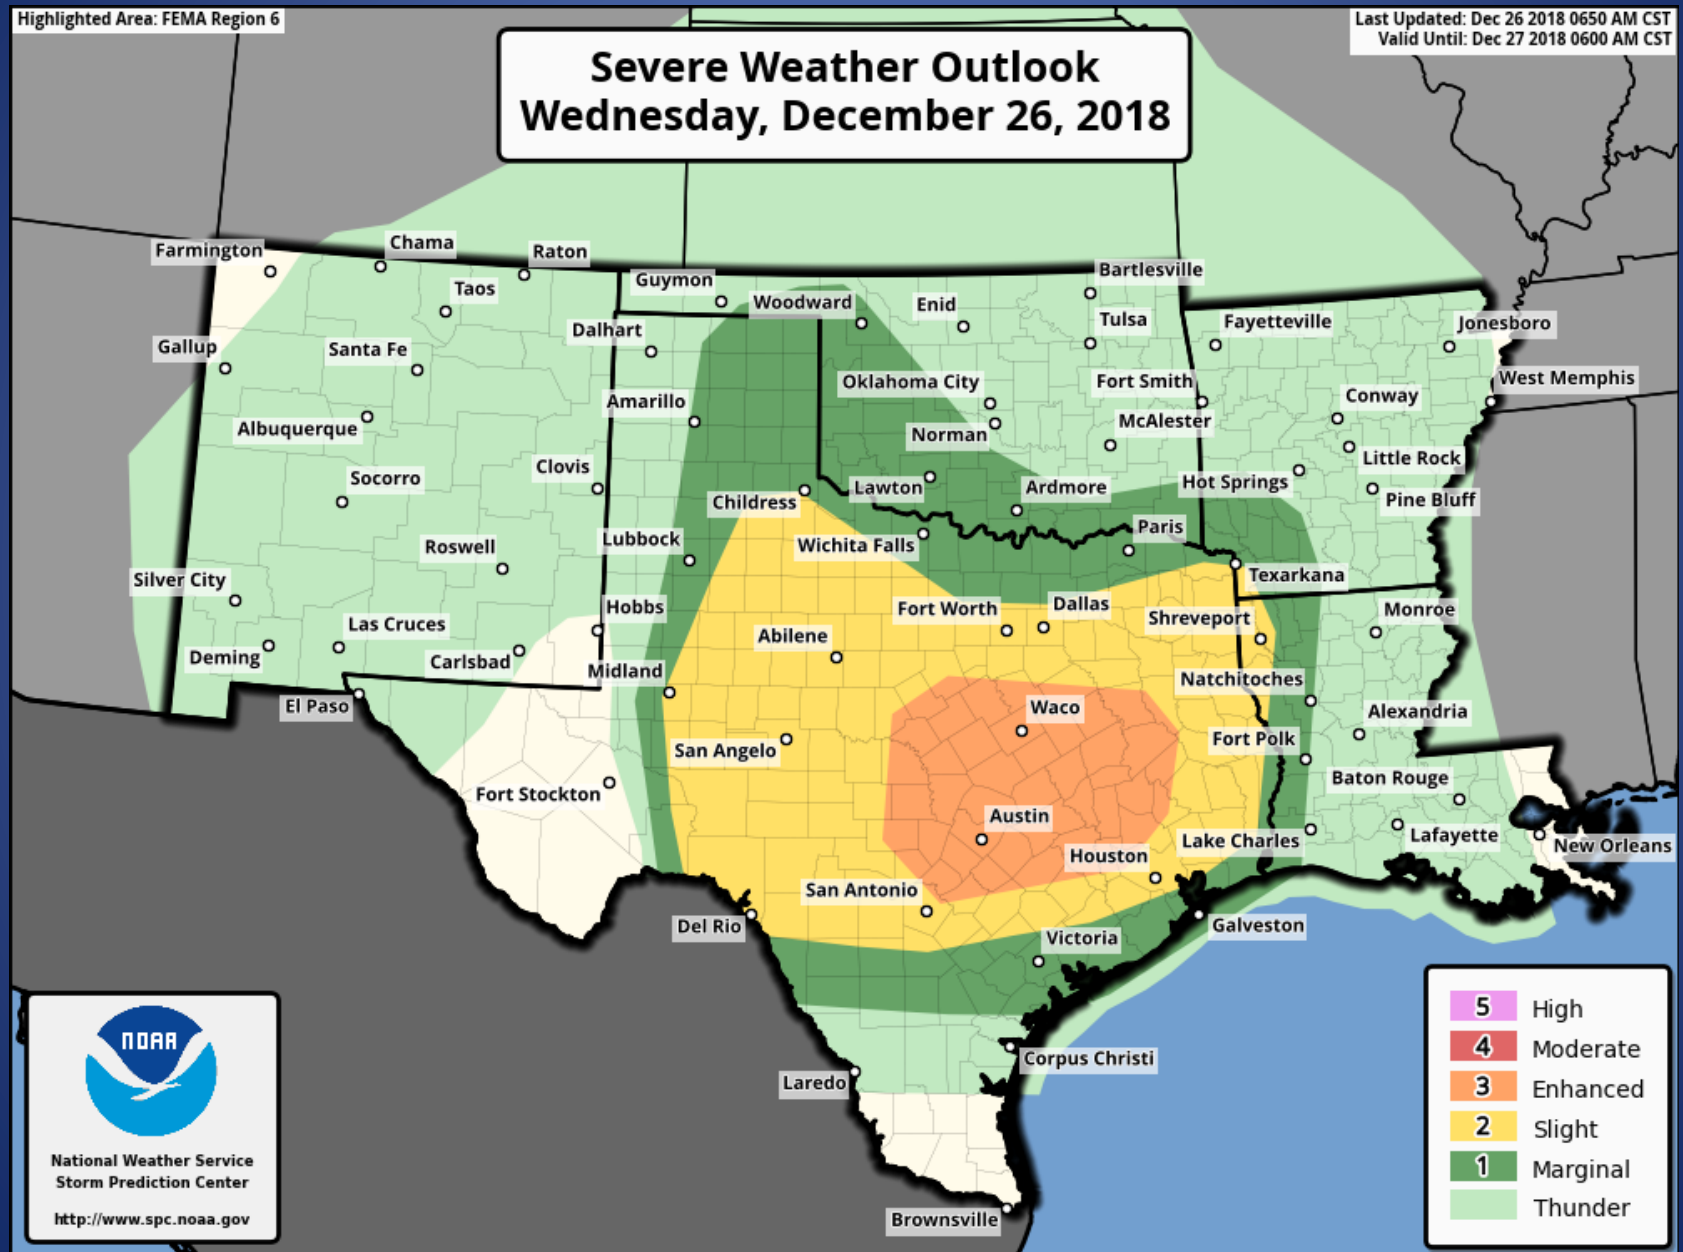 Highlighted Area: FEMA Region 6
Last Updated: Dec 26 2018 0650 AM CST
Valid Until: Dec 27 2018 0600 AM CST
Severe Weather Outlook
Wednesday, December 26, 2018
Farmington
Chama
Raton
Taos
Guymon
Woodward
Enid
Bartlesville
Tulsa
Fayetteville
Jonesboro
Gallup
Santa Fe
Dalhart
Oklahoma City
Fort Smith
West Memphis
Albuquerque
Amarillo
Norman
McAlester
Conway
Little Rock
Socorro
Clovis
Childress
Lawton
Ardmore
Hot Springs
Pine Bluff
Roswell
Lubbock
Wichita Falls
Paris
Texarkana
Silver City
Las Cruces
Hobbs
Fort Worth
Dallas
Shreveport
Monroe
Deming
Carlsbad
Midland
Abilene
Natchitoches
El Paso
Waco
Alexandria
San Angelo
Fort Polk
Fort Stockton
Baton Rouge
Austin
Lake Charles
Lafayette
New Orleans
Houston
San Antonio
Del Rio
Victoria
Galveston
Corpus Christi
Laredo
Brownsville
NOAA
National Weather Service
Storm Prediction Center
http://www.spc.noaa.gov
5 High
4 Moderate
3 Enhanced
2 Slight
1 Marginal
Thunder